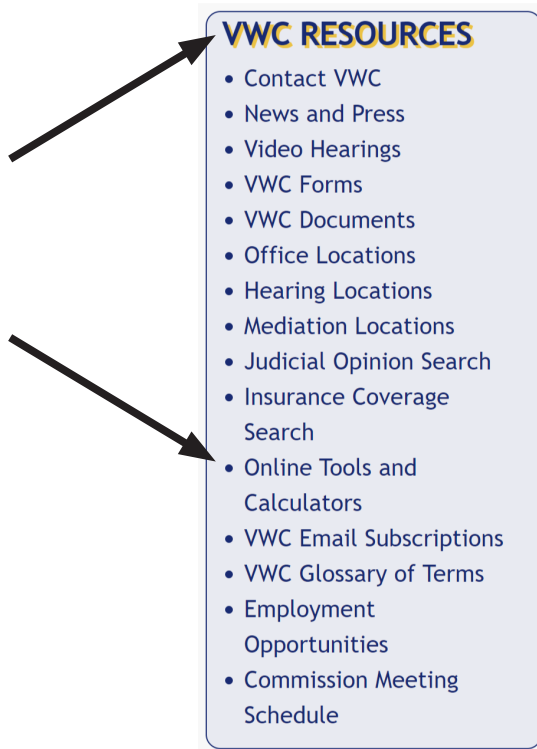 VWC RESOURCES
• Contact VWC
• News and Press
• Video Hearings
• VWC Forms
• VWC Documents
• Office Locations
• Hearing Locations
• Mediation Locations
• Judicial Opinion Search
• Insurance Coverage
Search
• Online Tools and
Calculators
• VWC Email Subscriptions
• VWC Glossary of Terms
• Employment
Opportunities
• Commission Meeting
Schedule